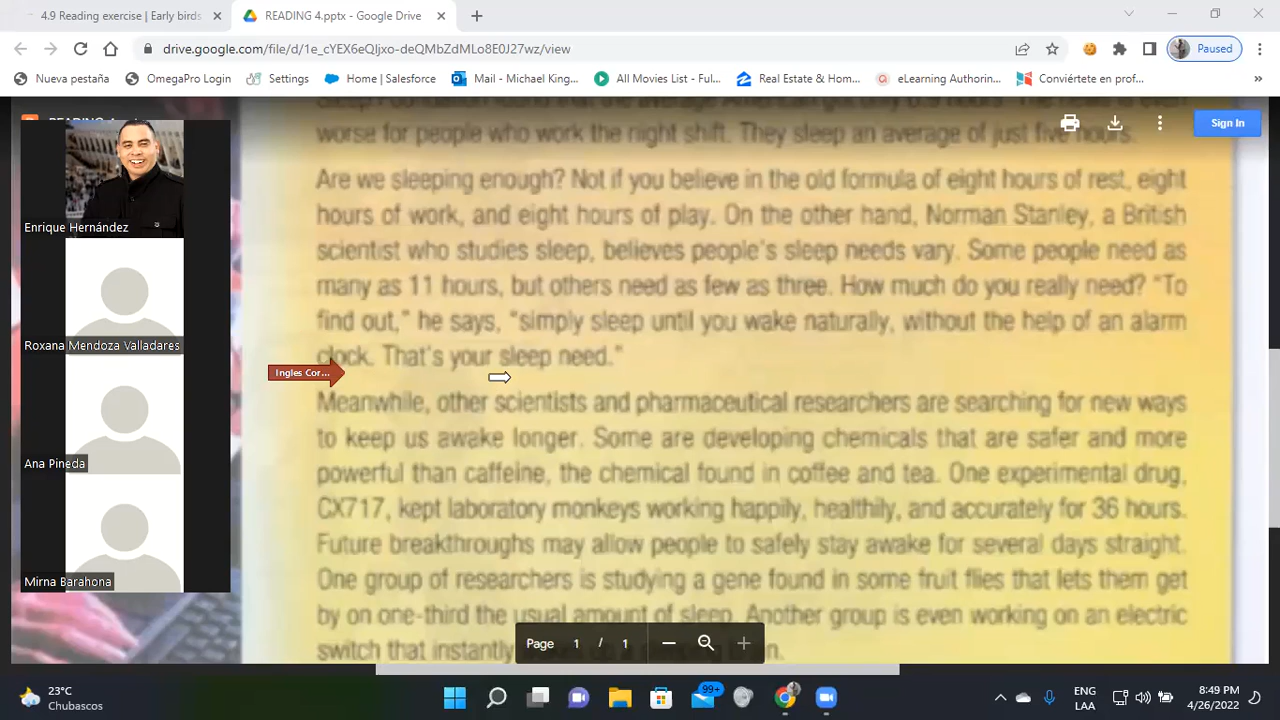 4.9 Reading exercise | Early birds
READING 4.pptx - Google Drive
drive.google.com/file/d/1e_cYEX6eQIjxo-deQMbZdMLo8E0J27wz/view
Paused
Nueva pestaña
OmegaPro Login
Settings
Home | Salesforce
Mail - Michael King...
All Movies List - Ful...
Real Estate & Hom...
eLearning Authorin...
Conviértete en prof...
»
worse for people who work the night shift. They sleep an average of just five hours.
Sign In
Are we sleeping enough? Not if you believe in the old formula of eight hours of rest, eight
hours of work, and eight hours of play. On the other hand, Norman Stanley, a British
scientist who studies sleep, believes people's sleep needs vary. Some people need as
many as 11 hours, but others need as few as three. How much do you really need? "To
find out," he says, "simply sleep until you wake naturally, without the help of an alarm
clock. That's your sleep need."
Meanwhile, other scientists and pharmaceutical researchers are searching for new ways
to keep us awake longer. Some are developing chemicals that are safer and more
powerful than caffeine, the chemical found in coffee and tea. One experimental drug,
CX717, kept laboratory monkeys working happily, healthily, and accurately for 36 hours.
Future breakthroughs may allow people to safely stay awake for several days straight.
One group of researchers is studying a gene found in some fruit flies that lets them get
by on one-third the usual amount of sleep. Another group is even working on an electric
switch that instantly
Enrique Hernández
Roxana Mendoza Valladares
Ana Pineda
Mirna Barahona
Ingles Cor...
Page 1 / 1
23°C
Chubascos
99+
ENG
LAA
8:49 PM
4/26/2022